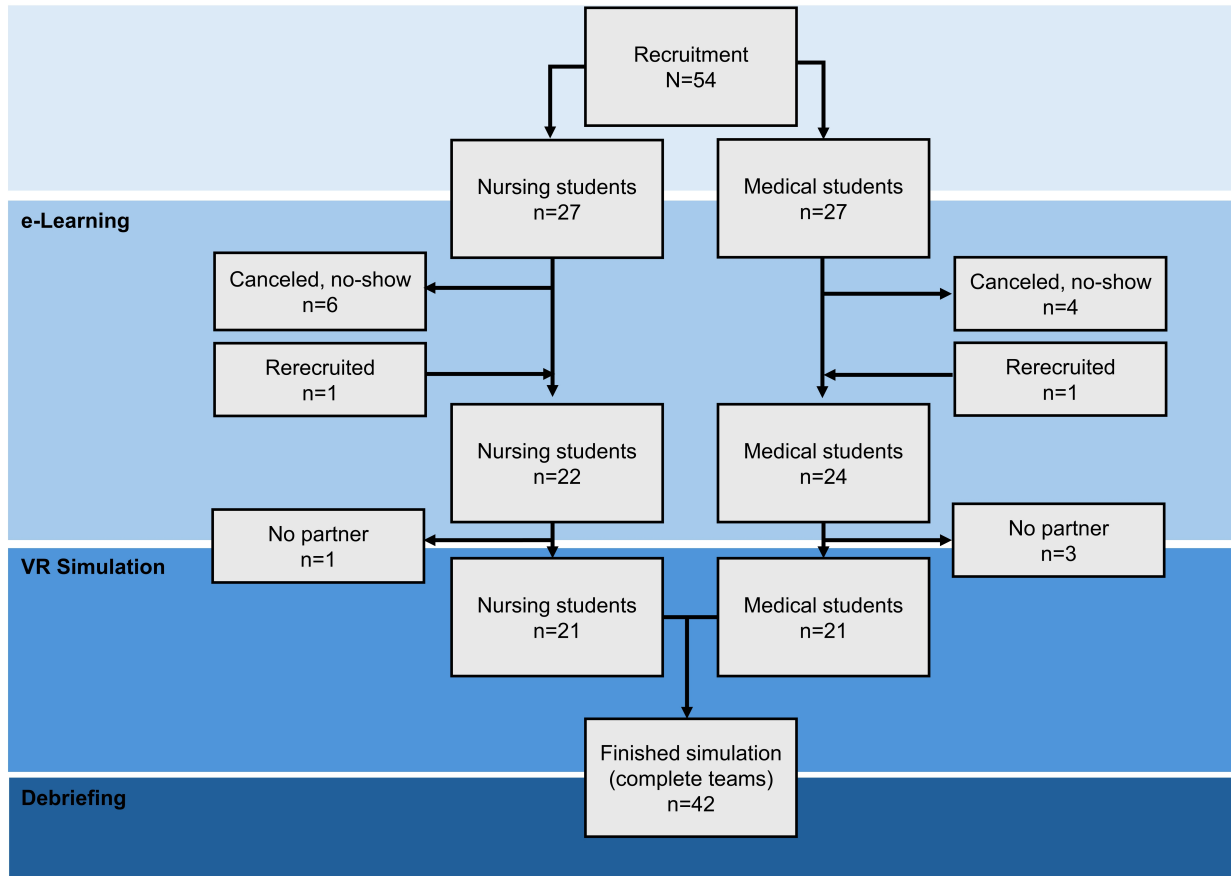 Recruitment
N=54
Nursing students
n=27
Medical students
n=27
e-Learning
Canceled, no-show
n=6
Canceled, no-show
n=4
Rerecruited
n=1
Rerecruited
n=1
Nursing students
n=22
Medical students
n=24
No partner
n=1
No partner
n=3
VR Simulation
Nursing students
n=21
Medical students
n=21
Finished simulation
(complete teams)
n=42
Debriefing